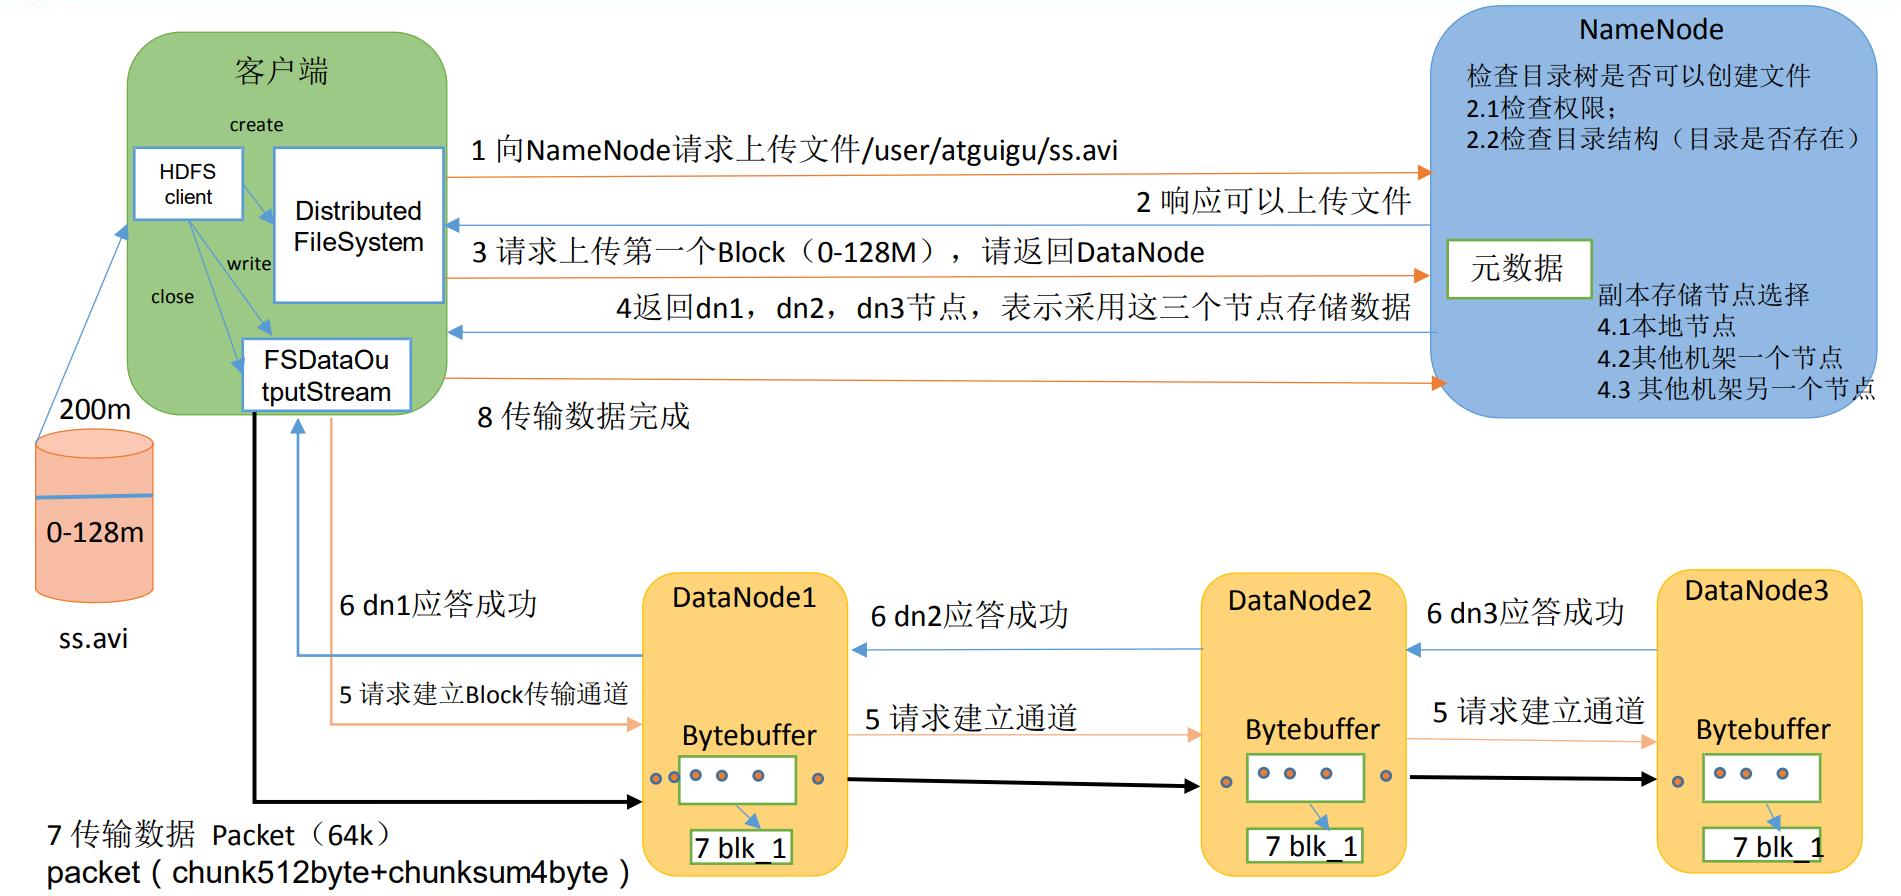 客户端
create
HDFS
client
Distributed
FileSystem
write
close
FSDataOu
tputStream
200m
0-128m
ss.avi
1 向NameNode请求上传文件/user/atguigu/ss.avi
2 响应可以上传文件
3 请求上传第一个Block（0-128M），请返回DataNode
4返回dn1，dn2，dn3节点，表示采用这三个节点存储数据
8 传输数据完成
NameNode
检查目录树是否可以创建文件
2.1检查权限；
2.2检查目录结构（目录是否存在）
元数据
副本存储节点选择
4.1本地节点
4.2其他机架一个节点
4.3 其他机架另一个节点
6 dn1应答成功
5 请求建立Block传输通道
DataNode1
Bytebuffer
7 blk_1
6 dn2应答成功
5 请求建立通道
DataNode2
Bytebuffer
7 blk_1
6 dn3应答成功
5 请求建立通道
DataNode3
Bytebuffer
7 blk_1
7 传输数据 Packet（64k）
packet（chunk512byte+chunksum4byte）